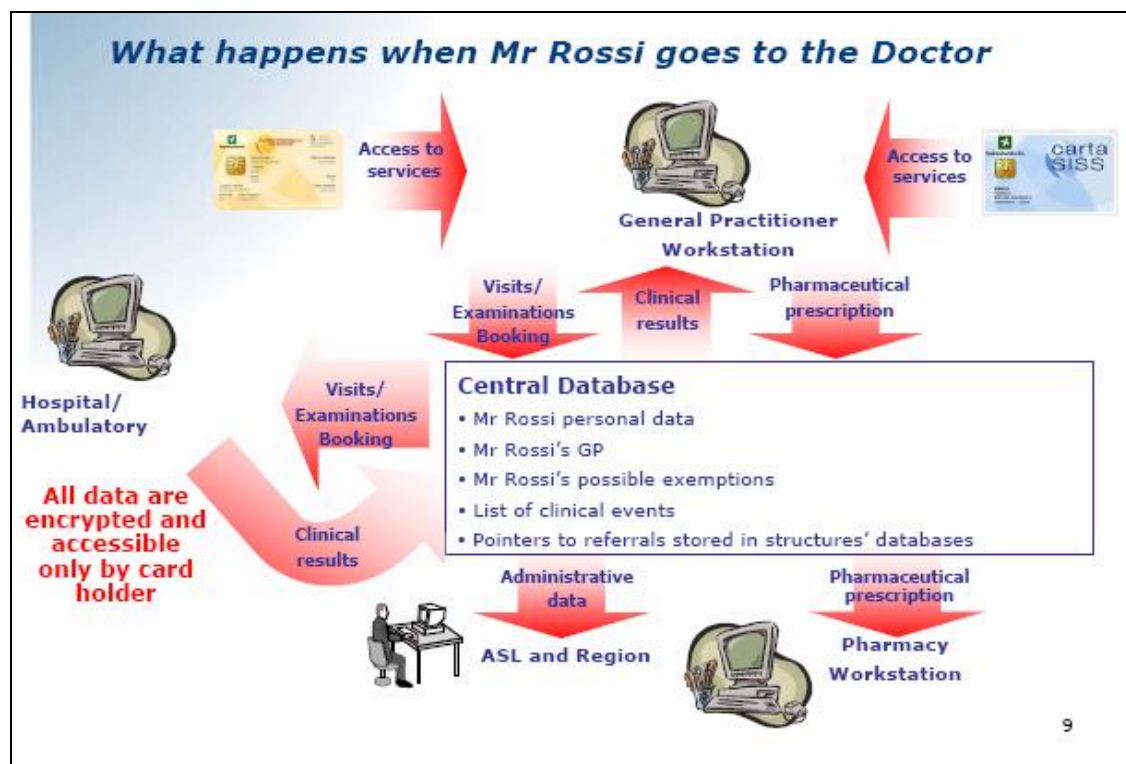 What happens when Mr Rossi goes to the Doctor
Access to
services
Access to
services
carta
SISS
General Practitioner
Workstation
Visits/
Examinations
Booking
Clinical
results
Pharmaceutical
prescription
Hospital/
Ambulatory
Visits/
Examinations
Booking
Central Database
• Mr Rossi personal data
• Mr Rossi's GP
• Mr Rossi's possible exemptions
• List of clinical events
• Pointers to referrals stored in structures' databases
All data are
encrypted and
accessible
only by card
holder
Clinical
results
Administrative
data
Pharmaceutical
prescription
ASL and Region
Pharmacy
Workstation
9